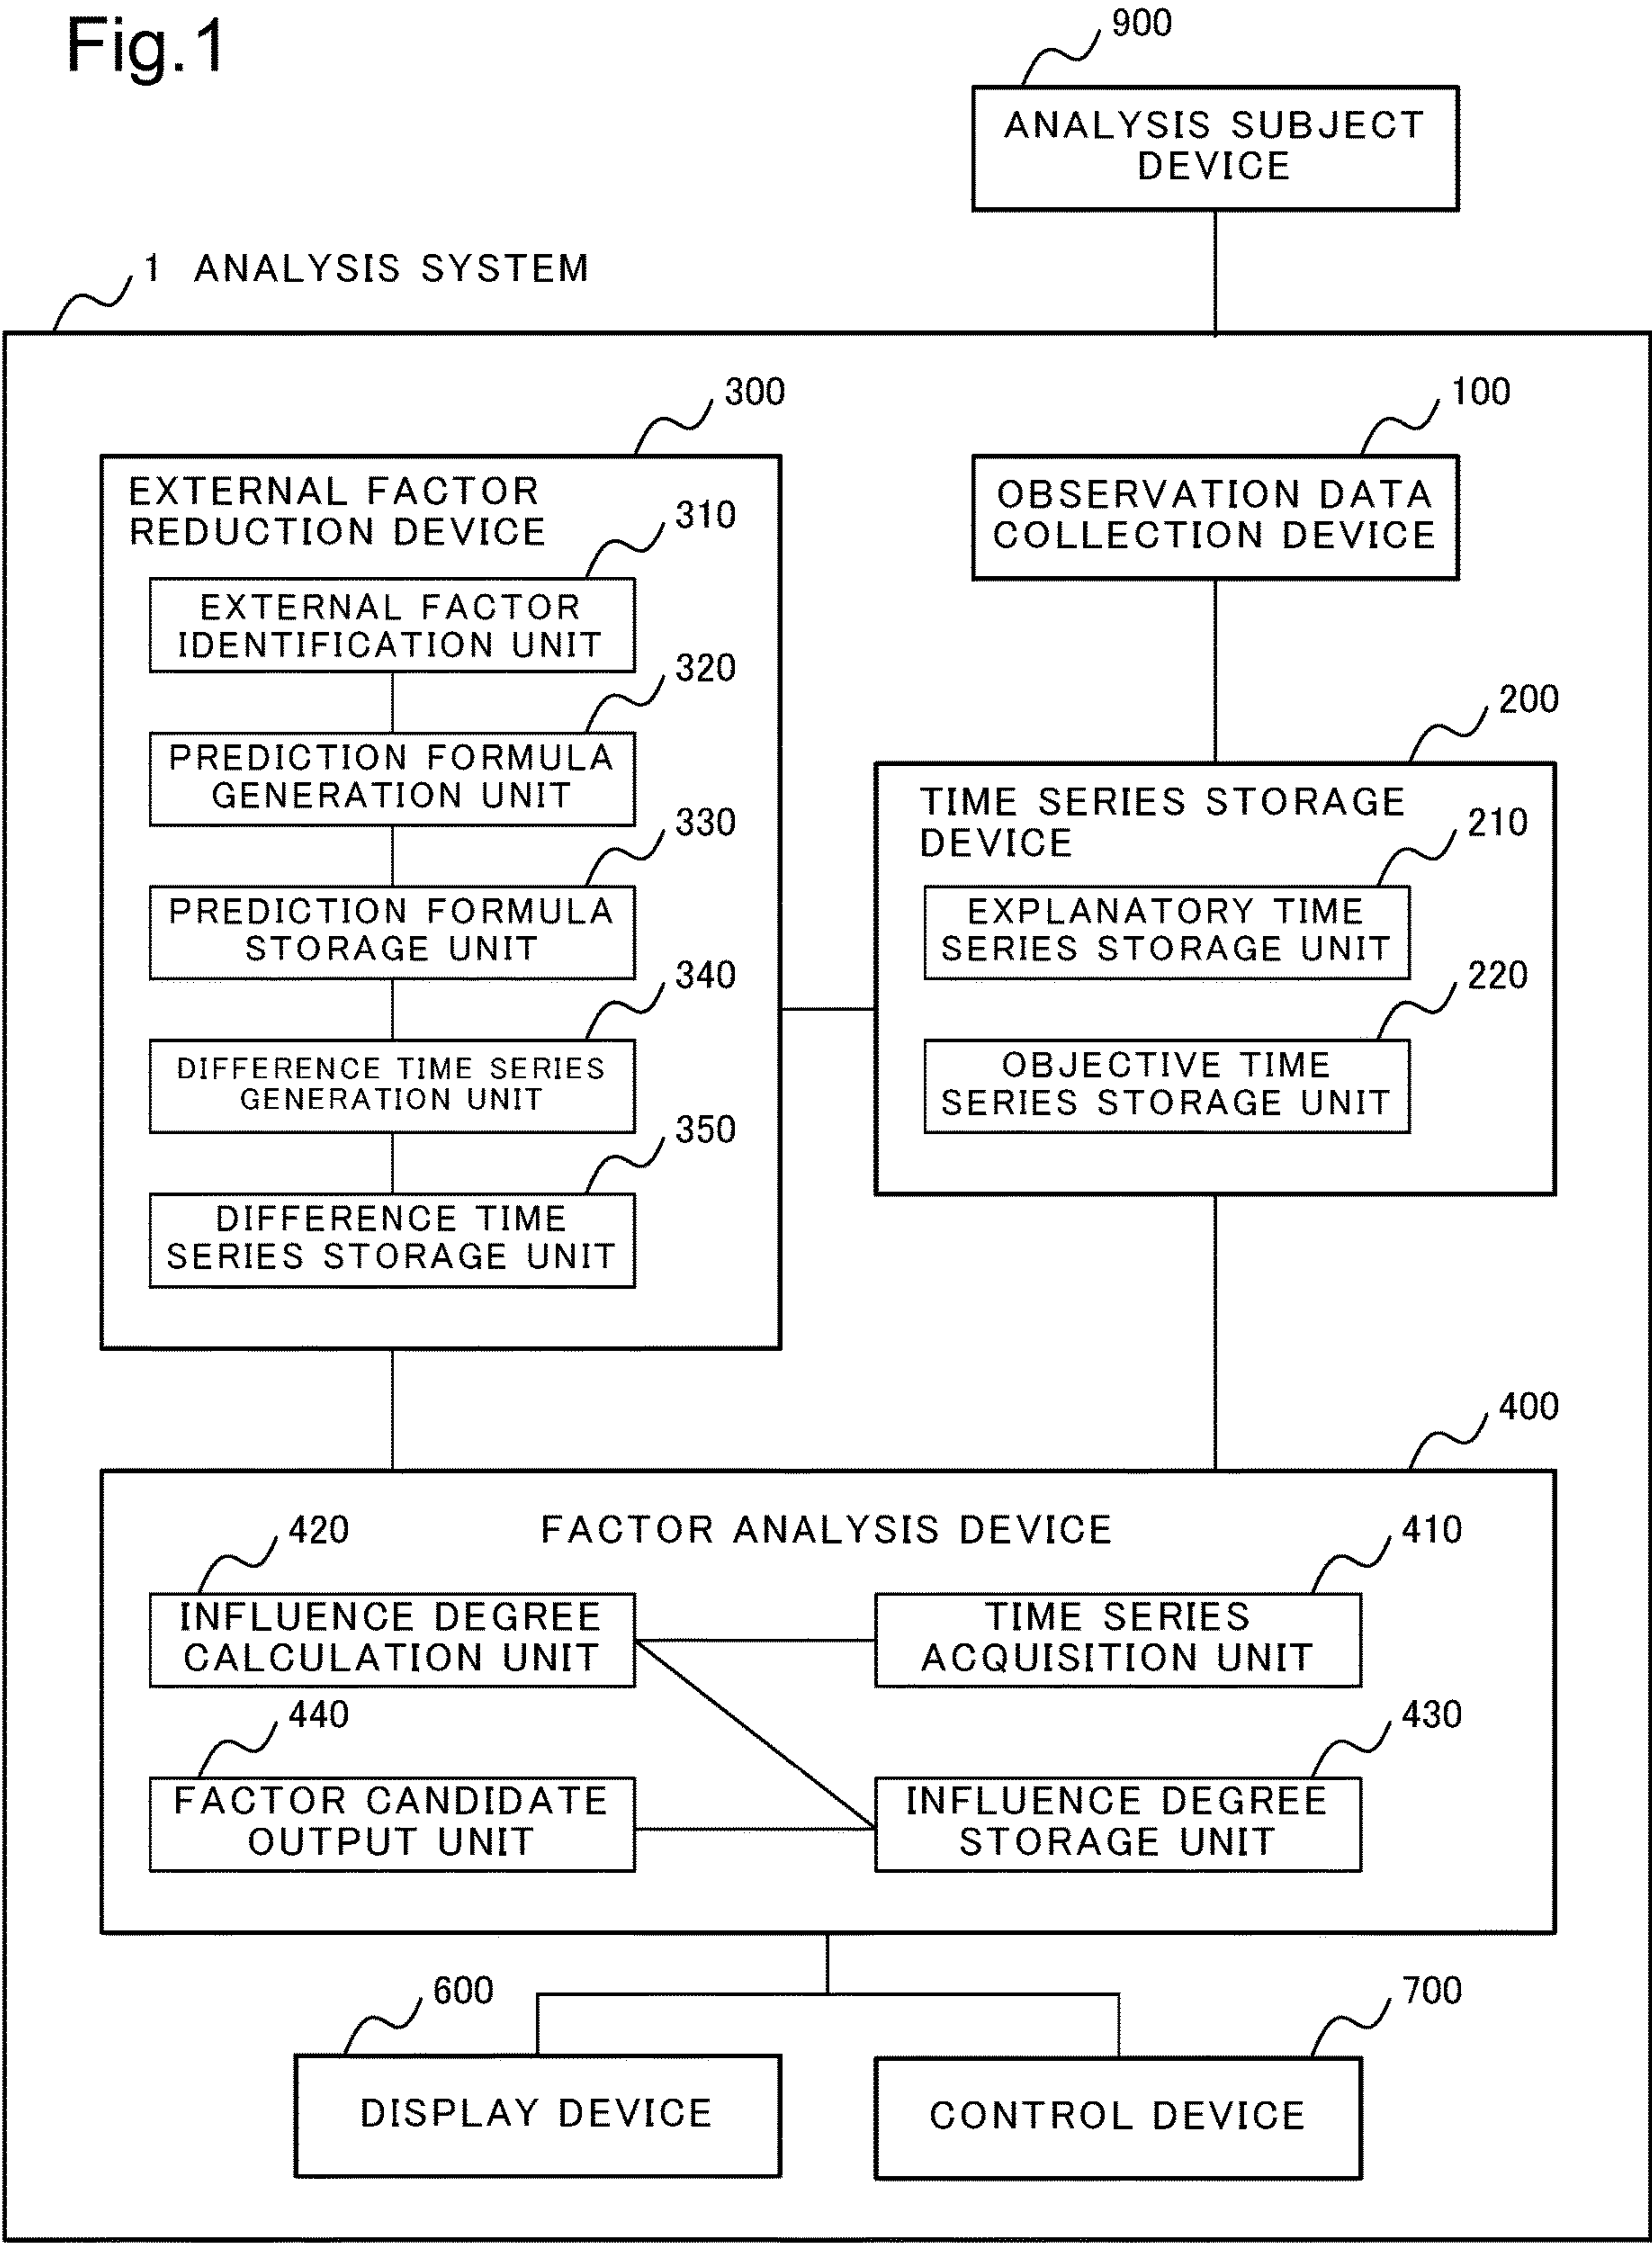 Fig.1
900
ANALYSIS SUBJECT
DEVICE
1 ANALYSIS SYSTEM
300
EXTERNAL FACTOR
REDUCTION DEVICE
310
EXTERNAL FACTOR
IDENTIFICATION UNIT
320
PREDICTION FORMULA
GENERATION UNIT
330
PREDICTION FORMULA
STORAGE UNIT
340
DIFFERENCE TIME SERIES
GENERATION UNIT
350
DIFFERENCE TIME
SERIES STORAGE UNIT
100
OBSERVATION DATA
COLLECTION DEVICE
200
TIME SERIES STORAGE
DEVICE
210
EXPLANATORY TIME
SERIES STORAGE UNIT
220
OBJECTIVE TIME
SERIES STORAGE UNIT
400
FACTOR ANALYSIS DEVICE
420
INFLUENCE DEGREE
CALCULATION UNIT
410
TIME SERIES
ACQUISITION UNIT
440
FACTOR CANDIDATE
OUTPUT UNIT
430
INFLUENCE DEGREE
STORAGE UNIT
600
DISPLAY DEVICE
700
CONTROL DEVICE